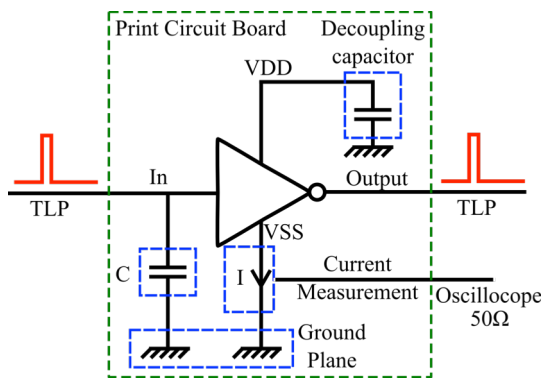 Print Circuit Board
Decoupling
capacitor
VDD
In
Output
TLP
TLP
VSS
C
I
Current
Measurement
Oscillocope
50Ω
Ground
Plane